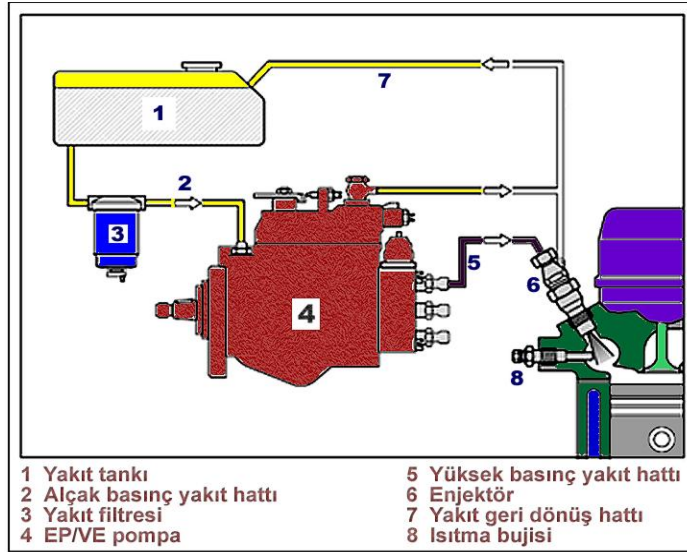 1
7
2
3
4
5
6
8
1 Yakıt tankı
2 Alçak basınç yakıt hattı
3 Yakıt filtresi
4 EP/VE pompa
5 Yüksek basınç yakıt hattı
6 Enjektör
7 Yakıt geri dönüş hattı
8 Isıtma bujisi